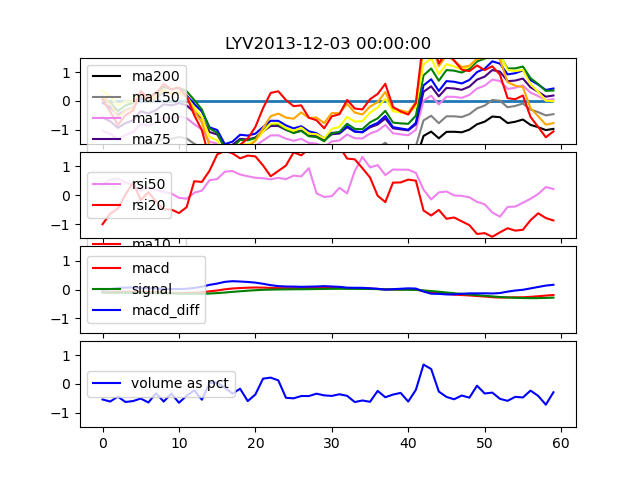 LYV2013-12-03 00:00:00
1
0
−1
ma200
ma150
ma100
ma75
1
0
−1
rsi50
rsi20
ma10
1
0
−1
macd
signal
macd_diff
1
0
−1
volume as pct
0 10 20 30 40 50 60